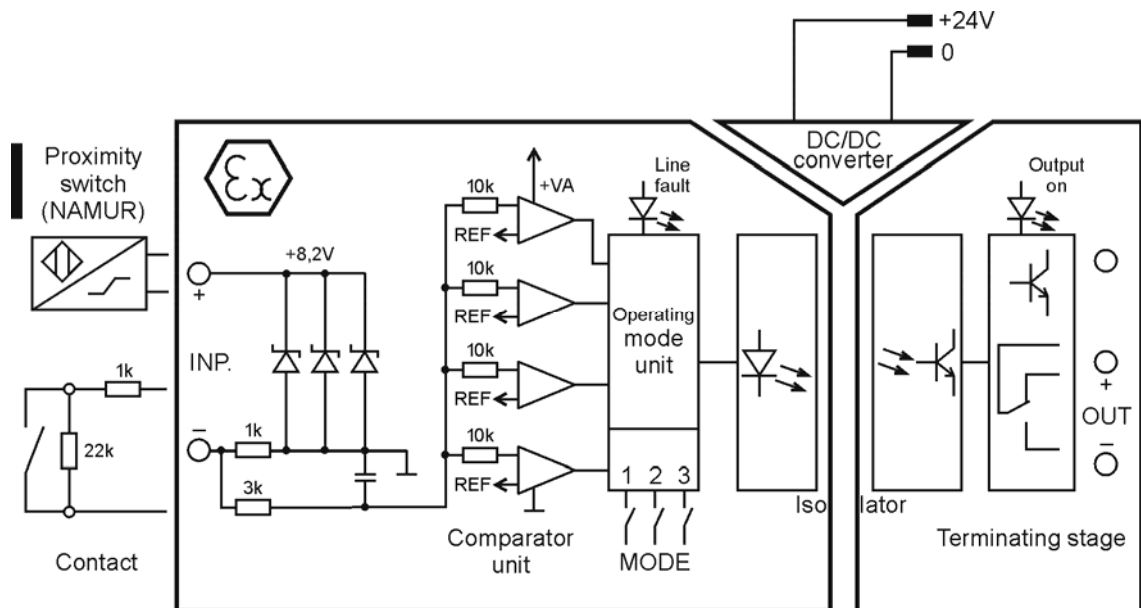 +24V
0
DC/DC
converter
Proximity
switch
(NAMUR)
Ex
Line
fault
Output
on
+VA
10k
REF
+8,2V
+
10k
REF
Operating
mode
unit
INP.
1k
10k
REF
+
OUT
22k
–
1k
10k
–
3k
REF
1 2 3
Isolator
Contact
Comparator
unit
MODE
Terminating stage